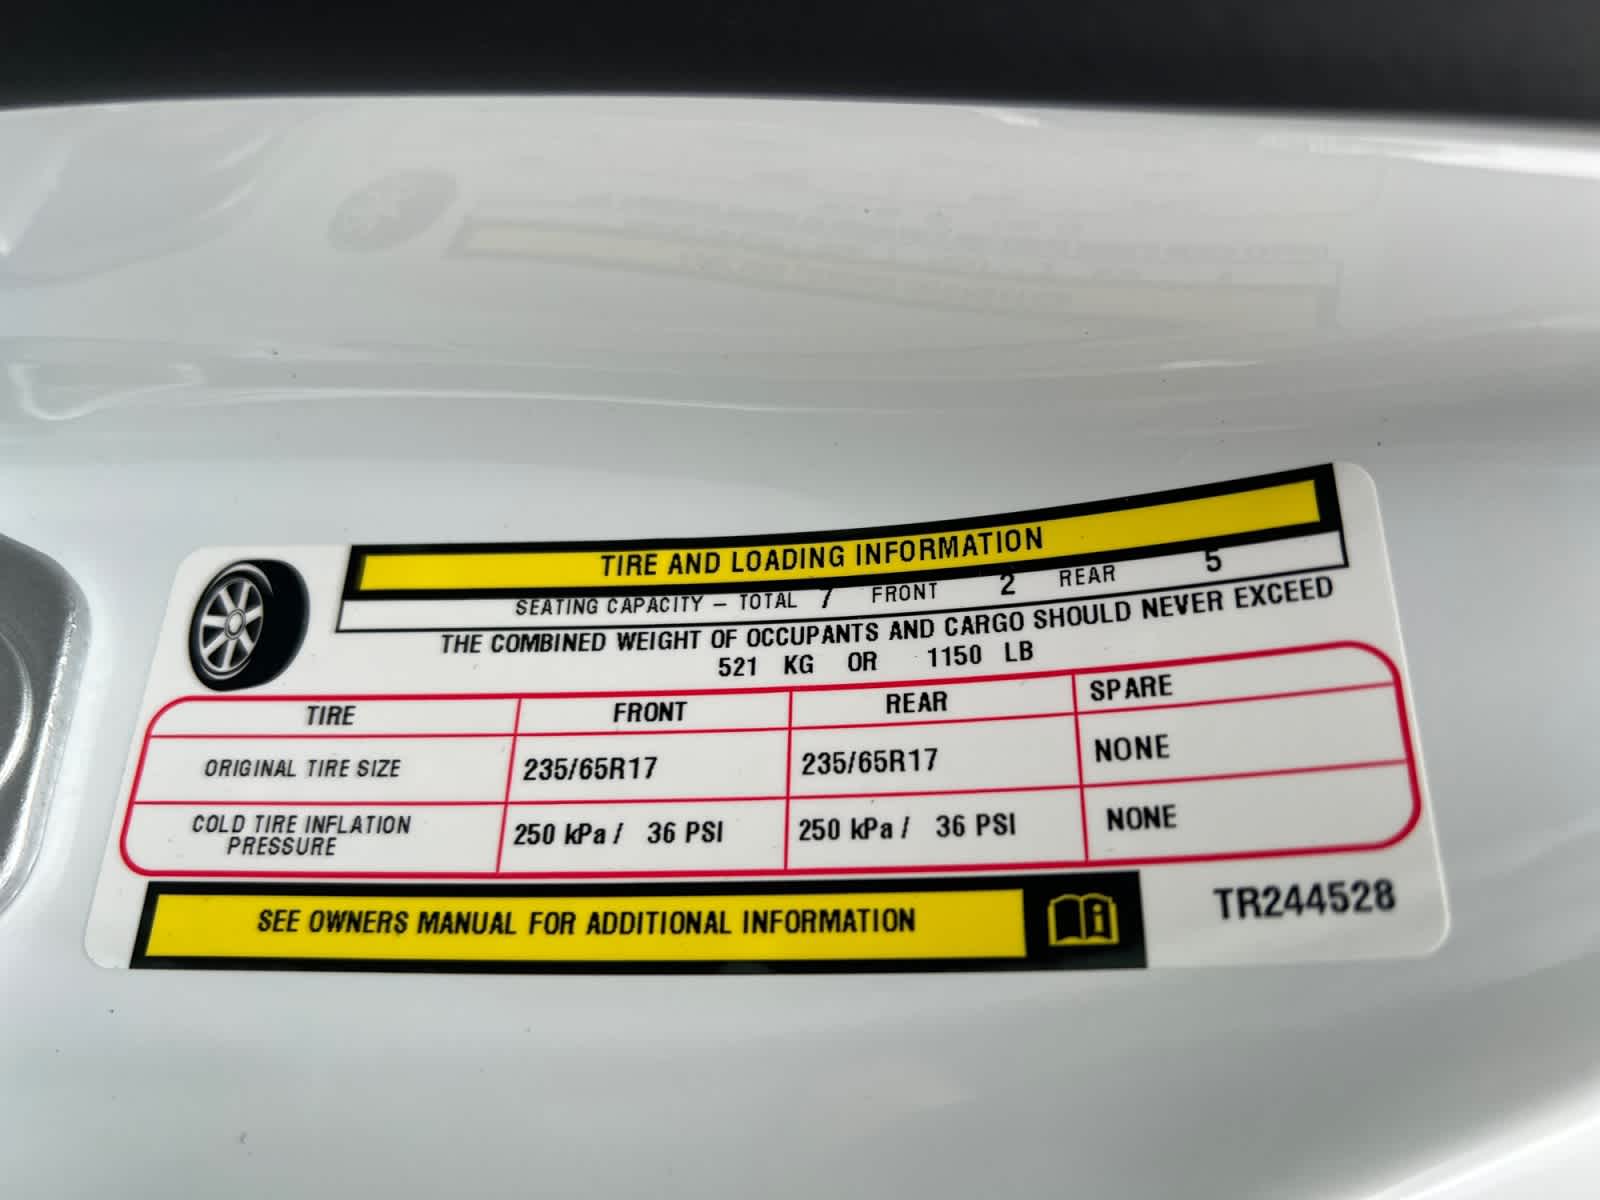 TIRE AND LOADING INFORMATION
SEATING CAPACITY – TOTAL 7 FRONT 2 REAR 5
THE COMBINED WEIGHT OF OCCUPANTS AND CARGO SHOULD NEVER EXCEED
521 KG OR 1150 LB
TIRE FRONT REAR SPARE
ORIGINAL TIRE SIZE 235/65R17 235/65R17 NONE
COLD TIRE INFLATION
PRESSURE 250 kPa / 36 PSI 250 kPa / 36 PSI NONE
SEE OWNERS MANUAL FOR ADDITIONAL INFORMATION
TR244528